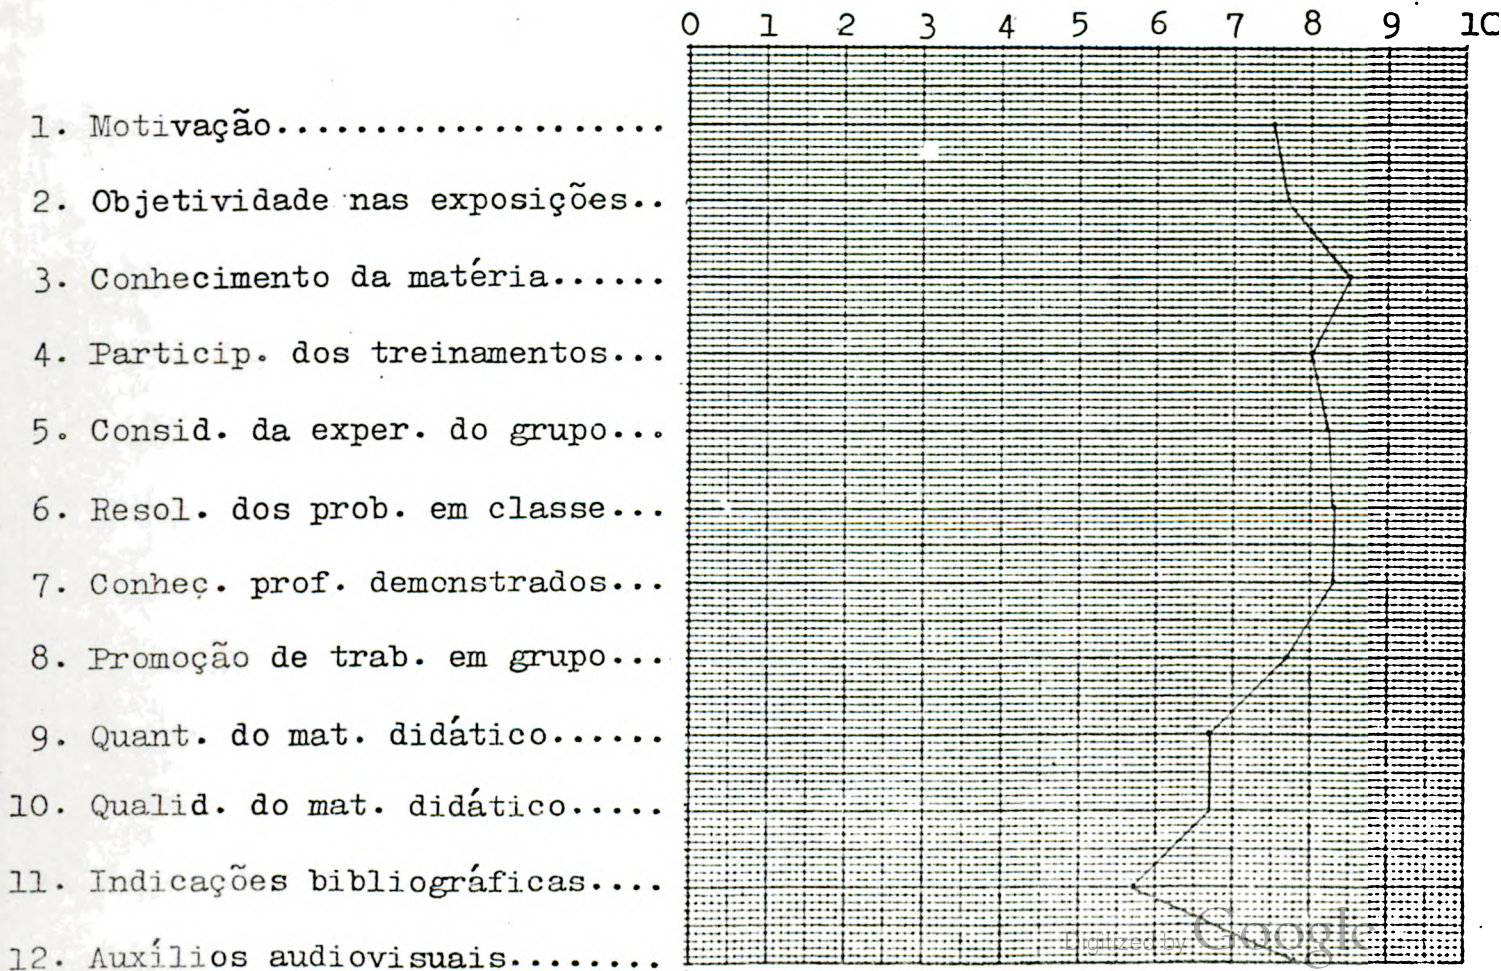 0 1 2 3 4 5 6 7 8 9 10
1. Motivação....................
2. Objetividade nas exposições..
3. Conhecimento da matéria......
4. Particip. dos treinamentos...
5. Consid. da exper. do grupo...
6. Resol. dos prob. em classe...
7. Conheç. prof. demonstrados...
8. Promoção de trab. em grupo...
9. Quant. do mat. didático......
10. Qualid. do mat. didático.....
11. Indicações bibliográficas....
12. Auxílios audiovisuais........
Digitized by Google